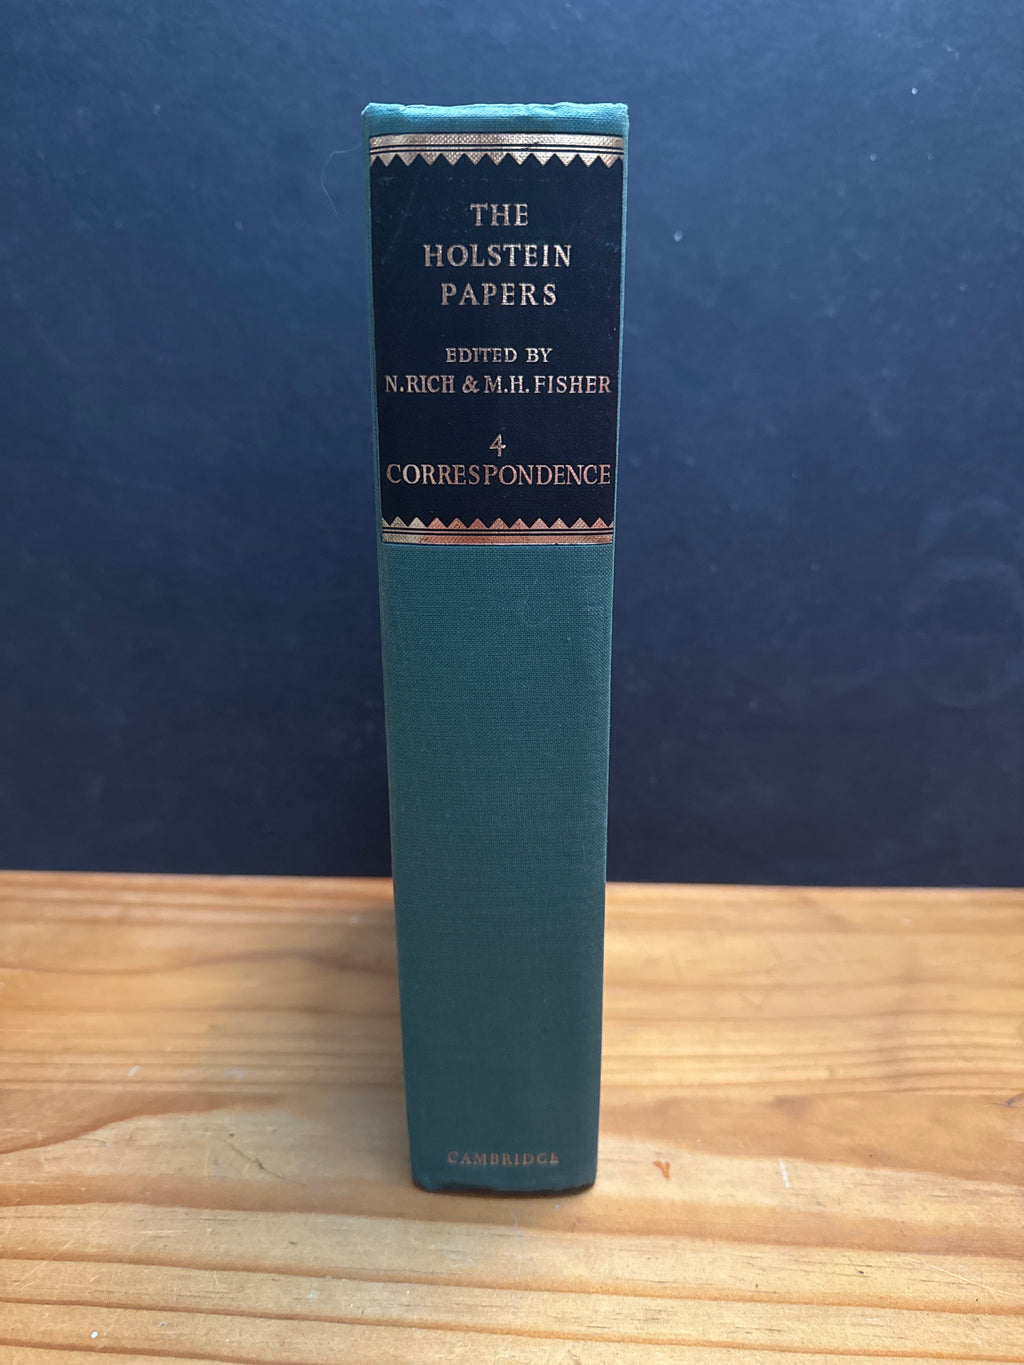 THE
HOLSTEIN
PAPERS
EDITED BY
N. RICH & M. H. FISHER
4
CORRESPONDENCE
CAMBRIDGE